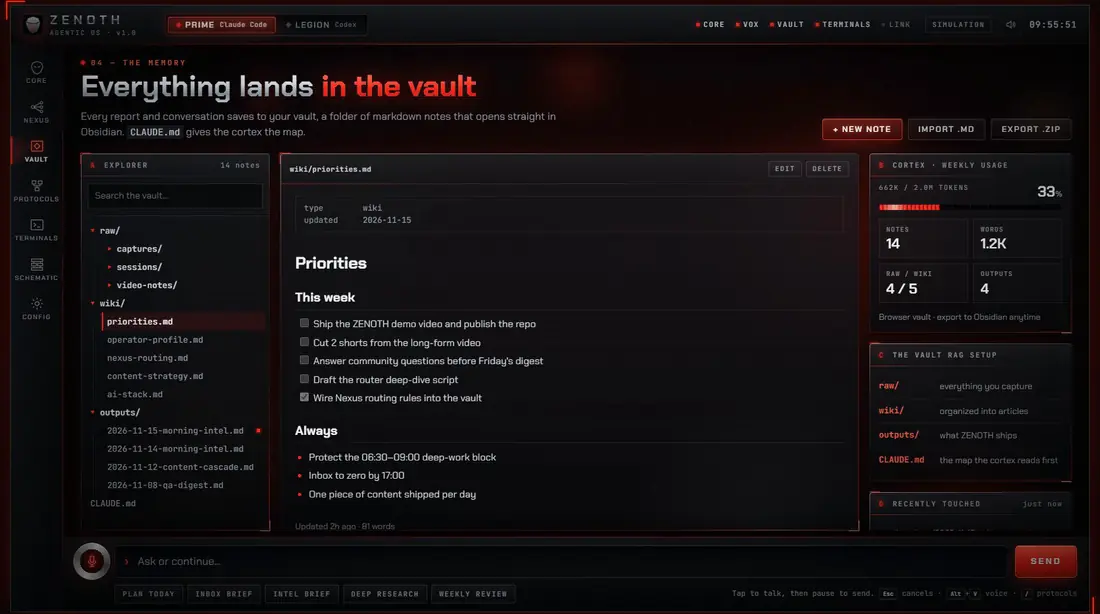 ZENOTH
AGENTIC OS · v1.0
PRIME Claude Code
LEGION Codex
CORE VOX VAULT TERMINALS LINK
SIMULATION
09:55:51
CORE
NEXUS
VAULT
PROTOCOLS
TERMINALS
SCHEMATIC
CONFIG
04 — THE MEMORY
Everything lands in the vault
Every report and conversation saves to your vault, a folder of markdown notes that opens straight in
Obsidian. CLAUDE.md gives the cortex the map.
+ NEW NOTE
IMPORT .MD
EXPORT .ZIP
A EXPLORER 14 notes
Search the vault...
raw/
captures/
sessions/
video-notes/
wiki/
priorities.md
operator-profile.md
nexus-routing.md
content-strategy.md
ai-stack.md
outputs/
2026-11-15-morning-intel.md
2026-11-14-morning-intel.md
2026-11-12-content-cascade.md
2026-11-08-qa-digest.md
CLAUDE.md
wiki/priorities.md
EDIT
DELETE
type wiki
updated 2026-11-15
Priorities
This week
Ship the ZENOTH demo video and publish the repo
Cut 2 shorts from the long-form video
Answer community questions before Friday's digest
Draft the router deep-dive script
Wire Nexus routing rules into the vault
Always
Protect the 06:30–09:00 deep-work block
Inbox to zero by 17:00
One piece of content shipped per day
Updated 2h ago · 81 words
B CORTEX · WEEKLY USAGE
662K / 2.0M TOKENS 33%
NOTES
14
WORDS
1.2K
RAW / WIKI
4 / 5
OUTPUTS
4
Browser vault · export to Obsidian anytime
C THE VAULT RAG SETUP
raw/ everything you capture
wiki/ organized into articles
outputs/ what ZENOTH ships
CLAUDE.md the map the cortex reads first
D RECENTLY TOUCHED just now
› Ask or continue...
SEND
PLAN TODAY
INBOX BRIEF
INTEL BRIEF
DEEP RESEARCH
WEEKLY REVIEW
Tap to talk, then pause to send. Esc cancels · Alt + V voice · / protocols